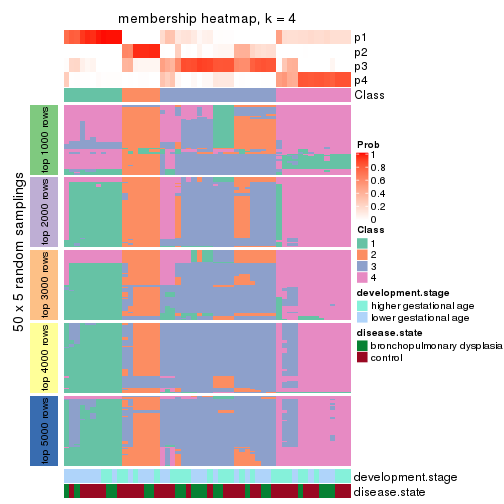 membership heatmap, k = 4
p1
p2
p3
p4
Class
50 x 5 random samplings
top 1000 rows
top 2000 rows
top 3000 rows
top 4000 rows
top 5000 rows
Prob
1
0.8
0.6
0.4
0.2
0
Class
1
2
3
4
development.stage
higher gestational age
lower gestational age
disease.state
bronchopulmonary dysplasia
control
development.stage
disease.state